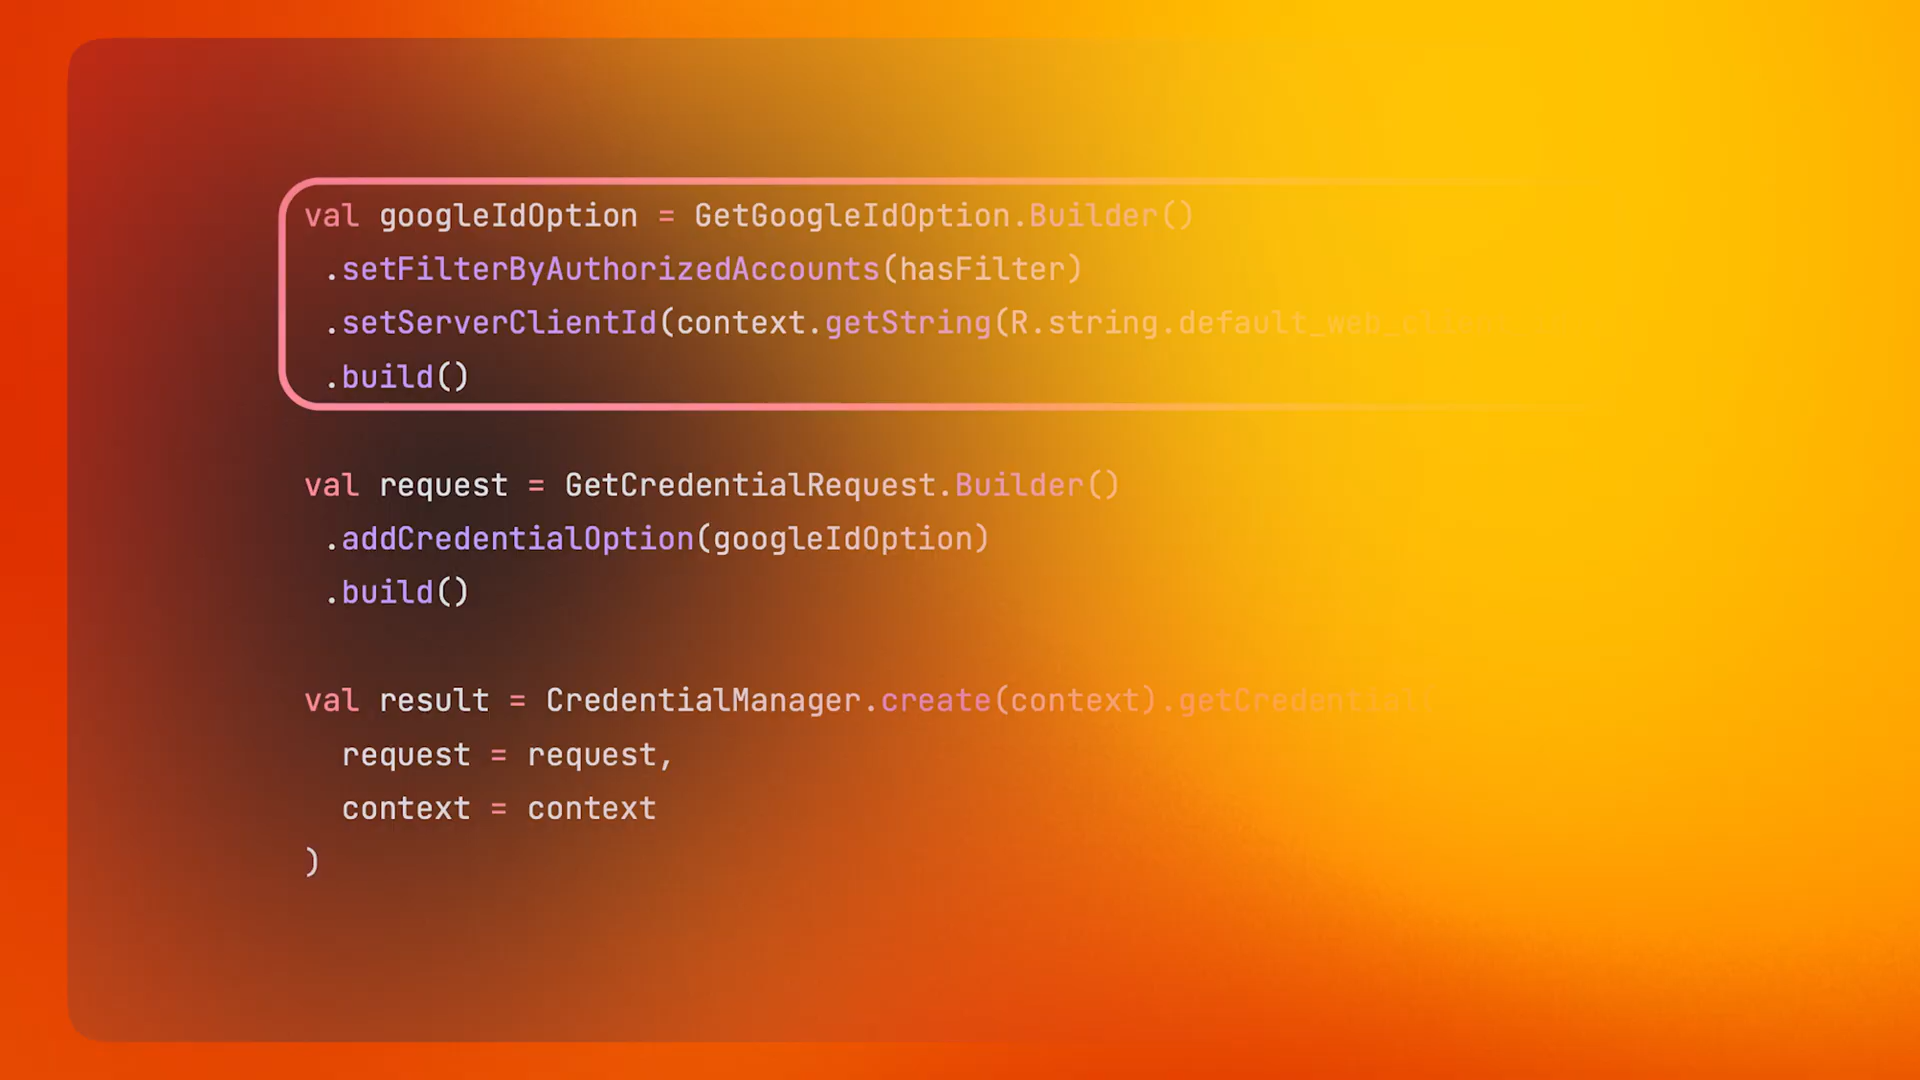 val googleIdOption = GetGoogleIdOption.Builder()
.setFilterByAuthorizedAccounts(hasFilter)
.setServerClientId(context.getString(R.string.default_web_client
.build()
val request = GetCredentialRequest.Builder()
.addCredentialOption(googleIdOption)
.build()
val result = CredentialManager.create(context).getCredential(
request = request,
context = context
)